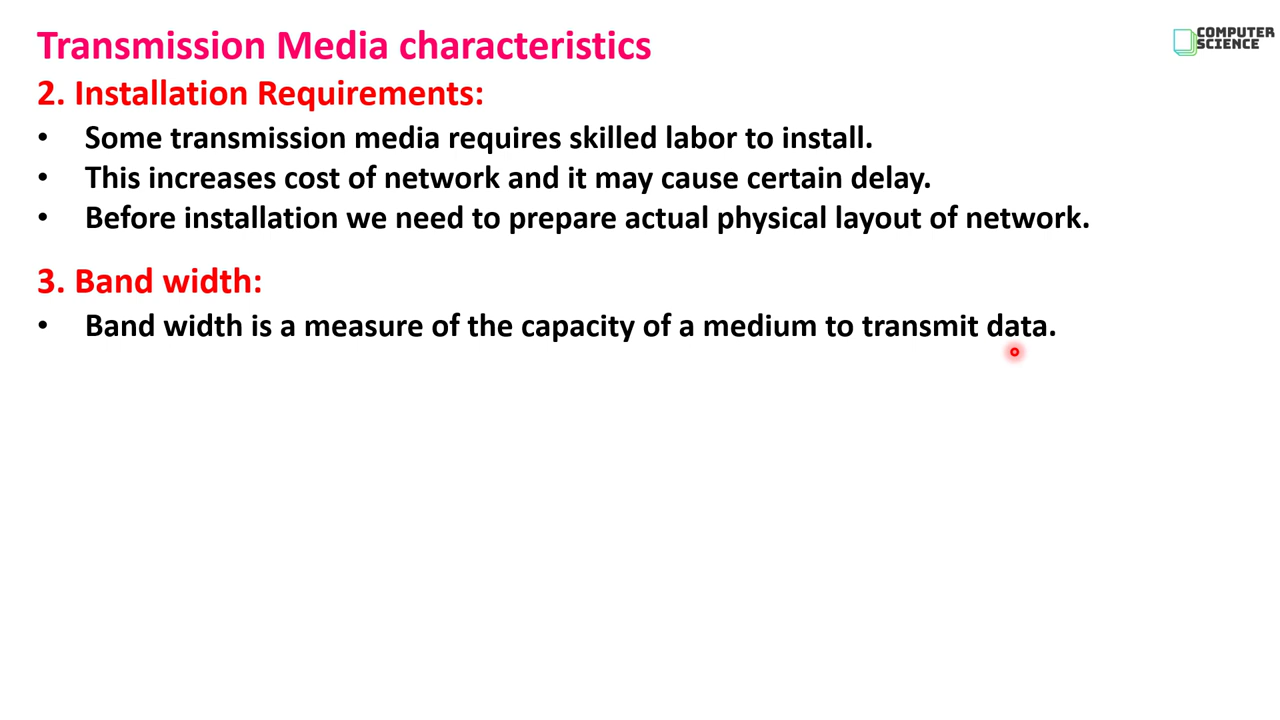 Transmission Media characteristics
COMPUTER
SCIENCE
2. Installation Requirements:
• Some transmission media requires skilled labor to install.
• This increases cost of network and it may cause certain delay.
• Before installation we need to prepare actual physical layout of network.
3. Band width:
• Band width is a measure of the capacity of a medium to transmit data.